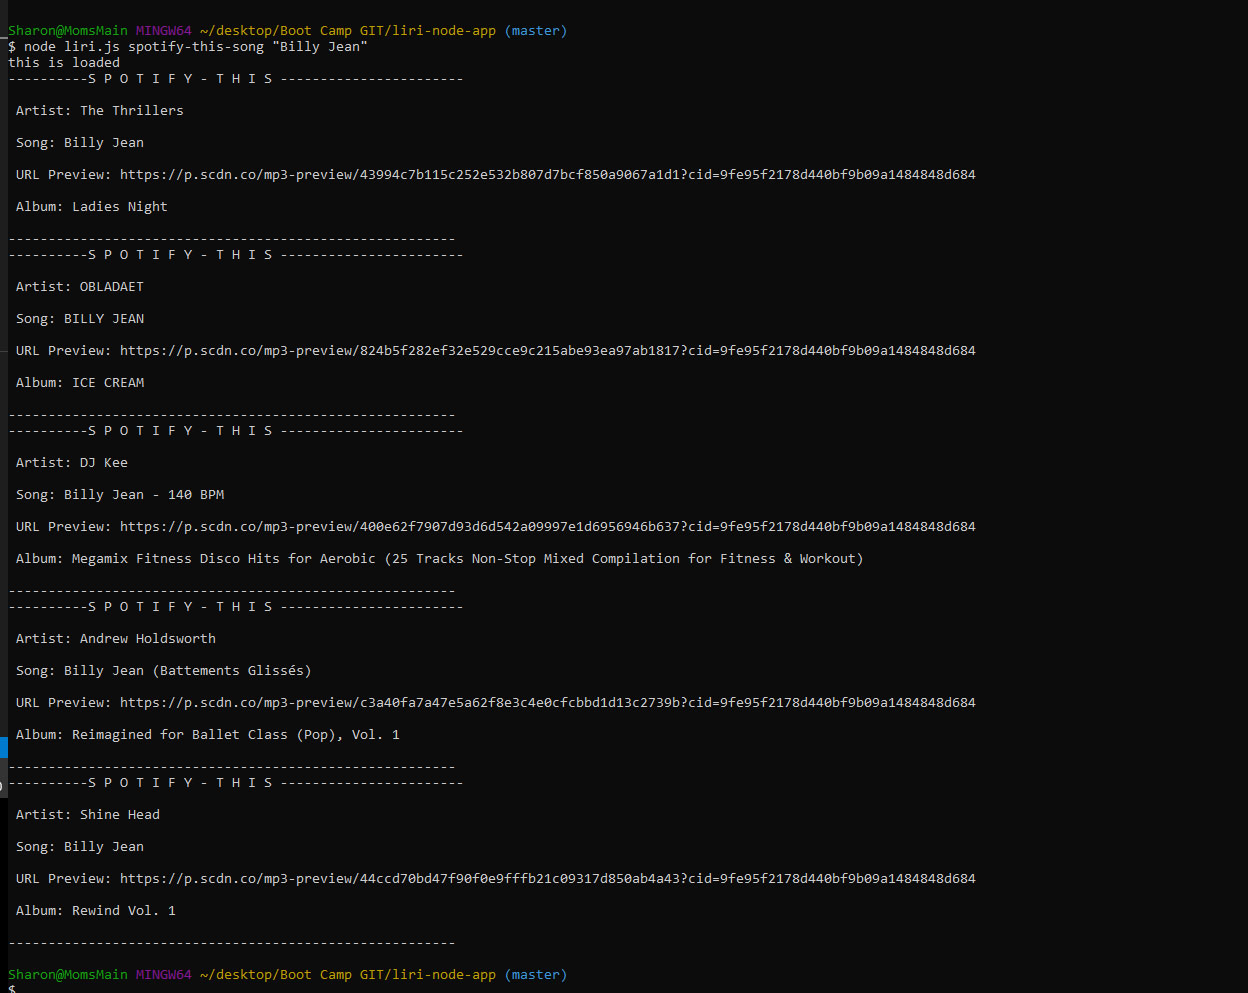 Sharon@MomsMain MINGW64 ~/desktop/Boot Camp GIT/liri-node-app (master)
$ node liri.js spotify-this-song "Billy Jean"
this is loaded
----------S P O T I F Y - T H I S -----------------------
Artist: The Thrillers
Song: Billy Jean
URL Preview: https://p.scdn.co/mp3-preview/43994c7b115c252e532b807d7bcf850a9067a1d1?cid=9fe95f2178d440bf9b09a1484848d684
Album: Ladies Night
--------------------------------------------------------
----------S P O T I F Y - T H I S -----------------------
Artist: OBLADAET
Song: BILLY JEAN
URL Preview: https://p.scdn.co/mp3-preview/824b5f282ef32e529cce9c215abe93ea97ab1817?cid=9fe95f2178d440bf9b09a1484848d684
Album: ICE CREAM
--------------------------------------------------------
----------S P O T I F Y - T H I S -----------------------
Artist: DJ Kee
Song: Billy Jean - 140 BPM
URL Preview: https://p.scdn.co/mp3-preview/400e62f7907d93d6d542a09997e1d6956946b637?cid=9fe95f2178d440bf9b09a1484848d684
Album: Megamix Fitness Disco Hits for Aerobic (25 Tracks Non-Stop Mixed Compilation for Fitness & Workout)
--------------------------------------------------------
----------S P O T I F Y - T H I S -----------------------
Artist: Andrew Holdsworth
Song: Billy Jean (Battements Glissés)
URL Preview: https://p.scdn.co/mp3-preview/c3a40fa7a47e5a62f8e3c4e0cfcbbd1d13c2739b?cid=9fe95f2178d440bf9b09a1484848d684
Album: Reimagined for Ballet Class (Pop), Vol. 1
--------------------------------------------------------
----------S P O T I F Y - T H I S -----------------------
Artist: Shine Head
Song: Billy Jean
URL Preview: https://p.scdn.co/mp3-preview/44ccd70bd47f90f0e9fffb21c09317d850ab4a43?cid=9fe95f2178d440bf9b09a1484848d684
Album: Rewind Vol. 1
--------------------------------------------------------
Sharon@MomsMain MINGW64 ~/desktop/Boot Camp GIT/liri-node-app (master)
$